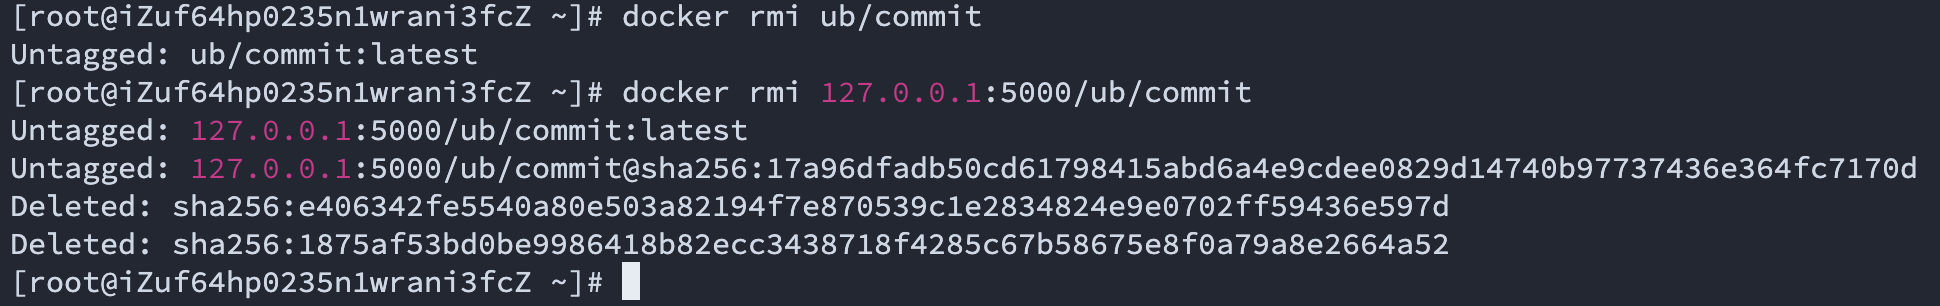 [root@iZuf64hp0235n1wrani3fcZ ~]# docker rmi ub/commit
Untagged: ub/commit:latest
[root@iZuf64hp0235n1wrani3fcZ ~]# docker rmi 127.0.0.1:5000/ub/commit
Untagged: 127.0.0.1:5000/ub/commit:latest
Untagged: 127.0.0.1:5000/ub/commit@sha256:17a96dfadb50cd61798415abd6a4e9cdee0829d14740b97737436e364fc7170d
Deleted: sha256:e406342fe5540a80e503a82194f7e870539c1e2834824e9e0702ff59436e597d
Deleted: sha256:1875af53bd0be9986418b82ecc3438718f4285c67b58675e8f0a79a8e2664a52
[root@iZuf64hp0235n1wrani3fcZ ~]#